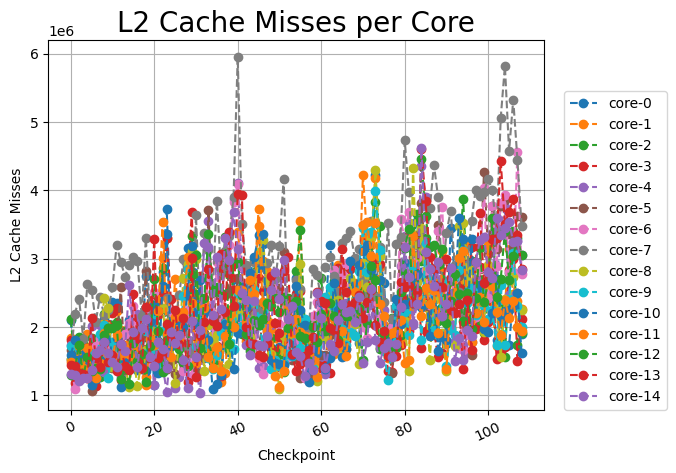 L2 Cache Misses per Core
1e6
6
5
4
3
2
1
L2 Cache Misses
0
20
40
60
80
100
Checkpoint
core-0
core-1
core-2
core-3
core-4
core-5
core-6
core-7
core-8
core-9
core-10
core-11
core-12
core-13
core-14